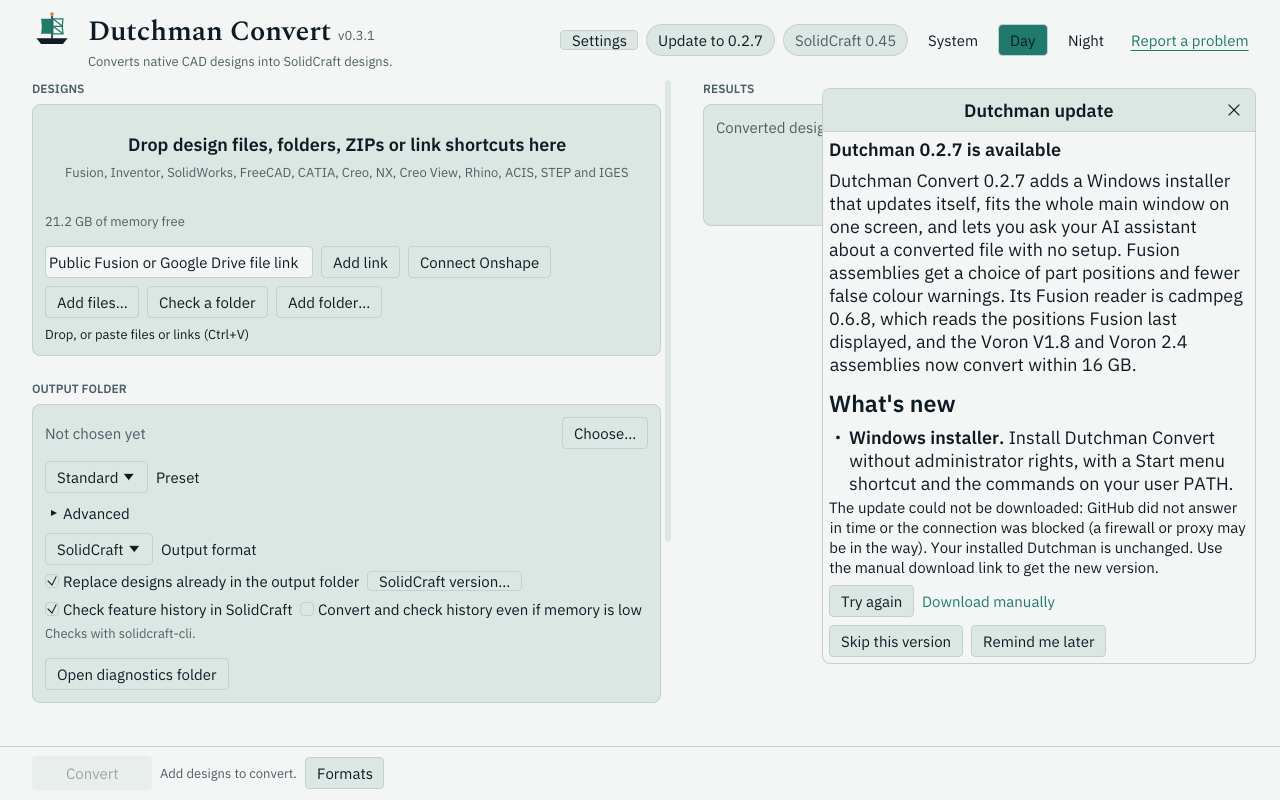 Dutchman Convert v0.3.1
Converts native CAD designs into SolidCraft designs.
Settings
Update to 0.2.7
SolidCraft 0.45
System
Day
Night
Report a problem
DESIGNS
Drop design files, folders, ZIPs or link shortcuts here
Fusion, Inventor, SolidWorks, FreeCAD, CATIA, Creo, NX, Creo View, Rhino, ACIS, STEP and IGES
21.2 GB of memory free
Public Fusion or Google Drive file link
Add link
Connect Onshape
Add files...
Check a folder
Add folder...
Drop, or paste files or links (Ctrl+V)
OUTPUT FOLDER
Not chosen yet
Choose...
Standard
Preset
Advanced
SolidCraft
Output format
Replace designs already in the output folder
SolidCraft version...
Check feature history in SolidCraft
Convert and check history even if memory is low
Checks with solidcraft-cli.
Open diagnostics folder
RESULTS
Converted desig
Dutchman update
Dutchman 0.2.7 is available
Dutchman Convert 0.2.7 adds a Windows installer
that updates itself, fits the whole main window on
one screen, and lets you ask your AI assistant
about a converted file with no setup. Fusion
assemblies get a choice of part positions and fewer
false colour warnings. Its Fusion reader is cadmpeg
0.6.8, which reads the positions Fusion last
displayed, and the Voron V1.8 and Voron 2.4
assemblies now convert within 16 GB.
What's new
• Windows installer. Install Dutchman Convert
without administrator rights, with a Start menu
shortcut and the commands on your user PATH.
The update could not be downloaded: GitHub did not answer
in time or the connection was blocked (a firewall or proxy may
be in the way). Your installed Dutchman is unchanged. Use
the manual download link to get the new version.
Try again
Download manually
Skip this version
Remind me later
Convert
Add designs to convert.
Formats